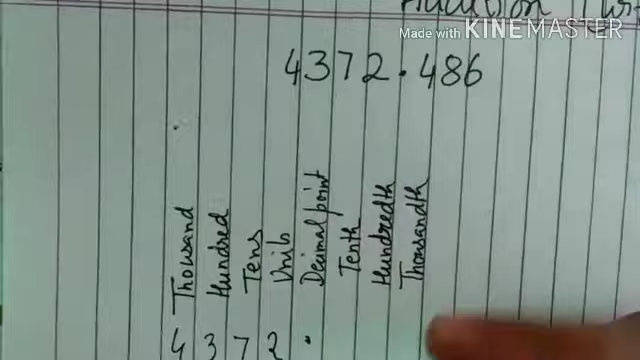 Made with KINEMASTER
4372.486
Thousand
Hundred
Tens
Units
Decimal point
Tenth
Hundredth
Thousandth
4 3 7 2 .